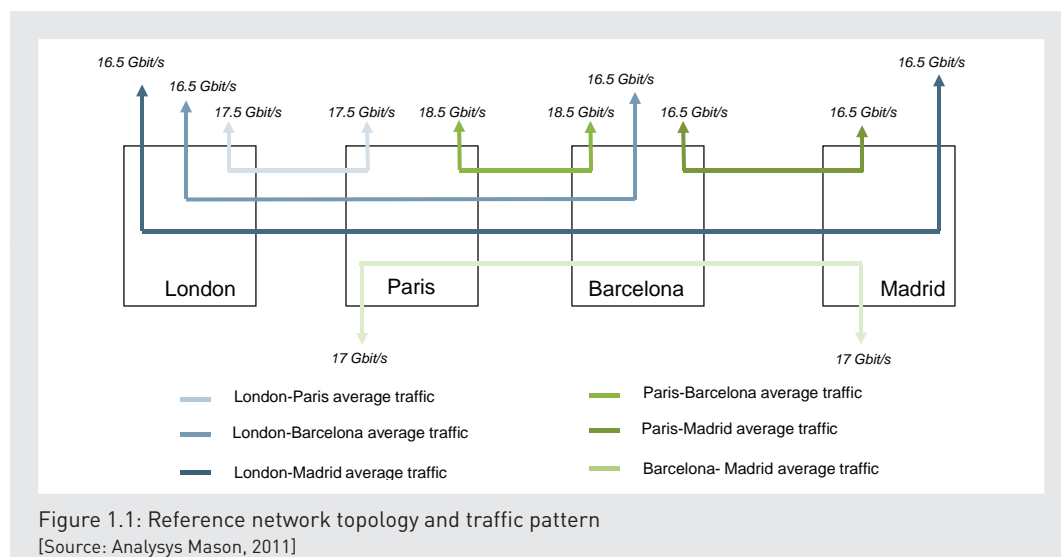 16.5 Gbit/s
16.5 Gbit/s
16.5 Gbit/s
16.5 Gbit/s
17.5 Gbit/s
17.5 Gbit/s
18.5 Gbit/s
18.5 Gbit/s
16.5 Gbit/s
16.5 Gbit/s
London
Paris
Barcelona
Madrid
17 Gbit/s
17 Gbit/s
London-Paris average traffic
London-Barcelona average traffic
London-Madrid average traffic
Paris-Barcelona average traffic
Paris-Madrid average traffic
Barcelona- Madrid average traffic
Figure 1.1: Reference network topology and traffic pattern
[Source: Analysys Mason, 2011]